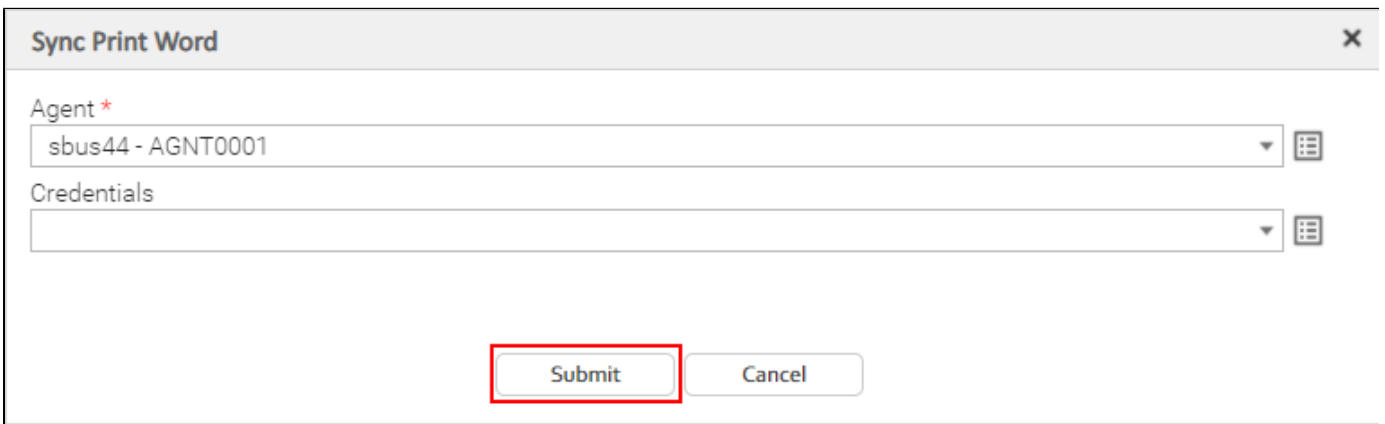 Sync Print Word
Agent *
sbus44 - AGNT0001
Credentials
Submit Cancel